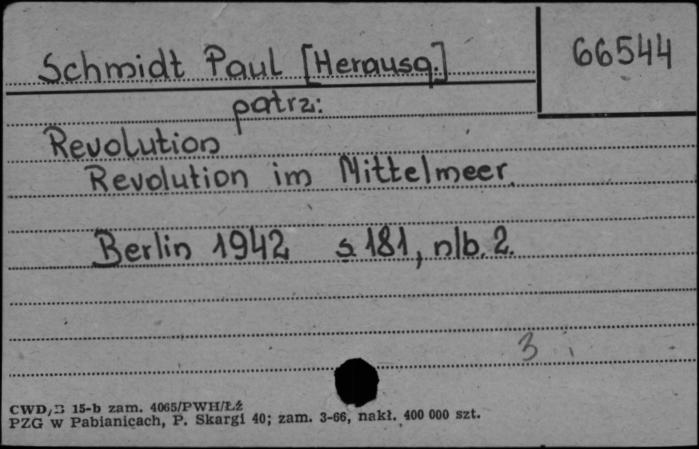 Schmidt Paul [Herausg.]
66544
patrz:
Revolution
Revolution im Mittelmeer.
Berlin 1942 s 181, nlb. 2.
3
CWD/B 15-b zam. 4065/PWH/Łź
PZG w Pabianicach, P. Skargi 40; zam. 3-66, nakł. 400 000 szt.